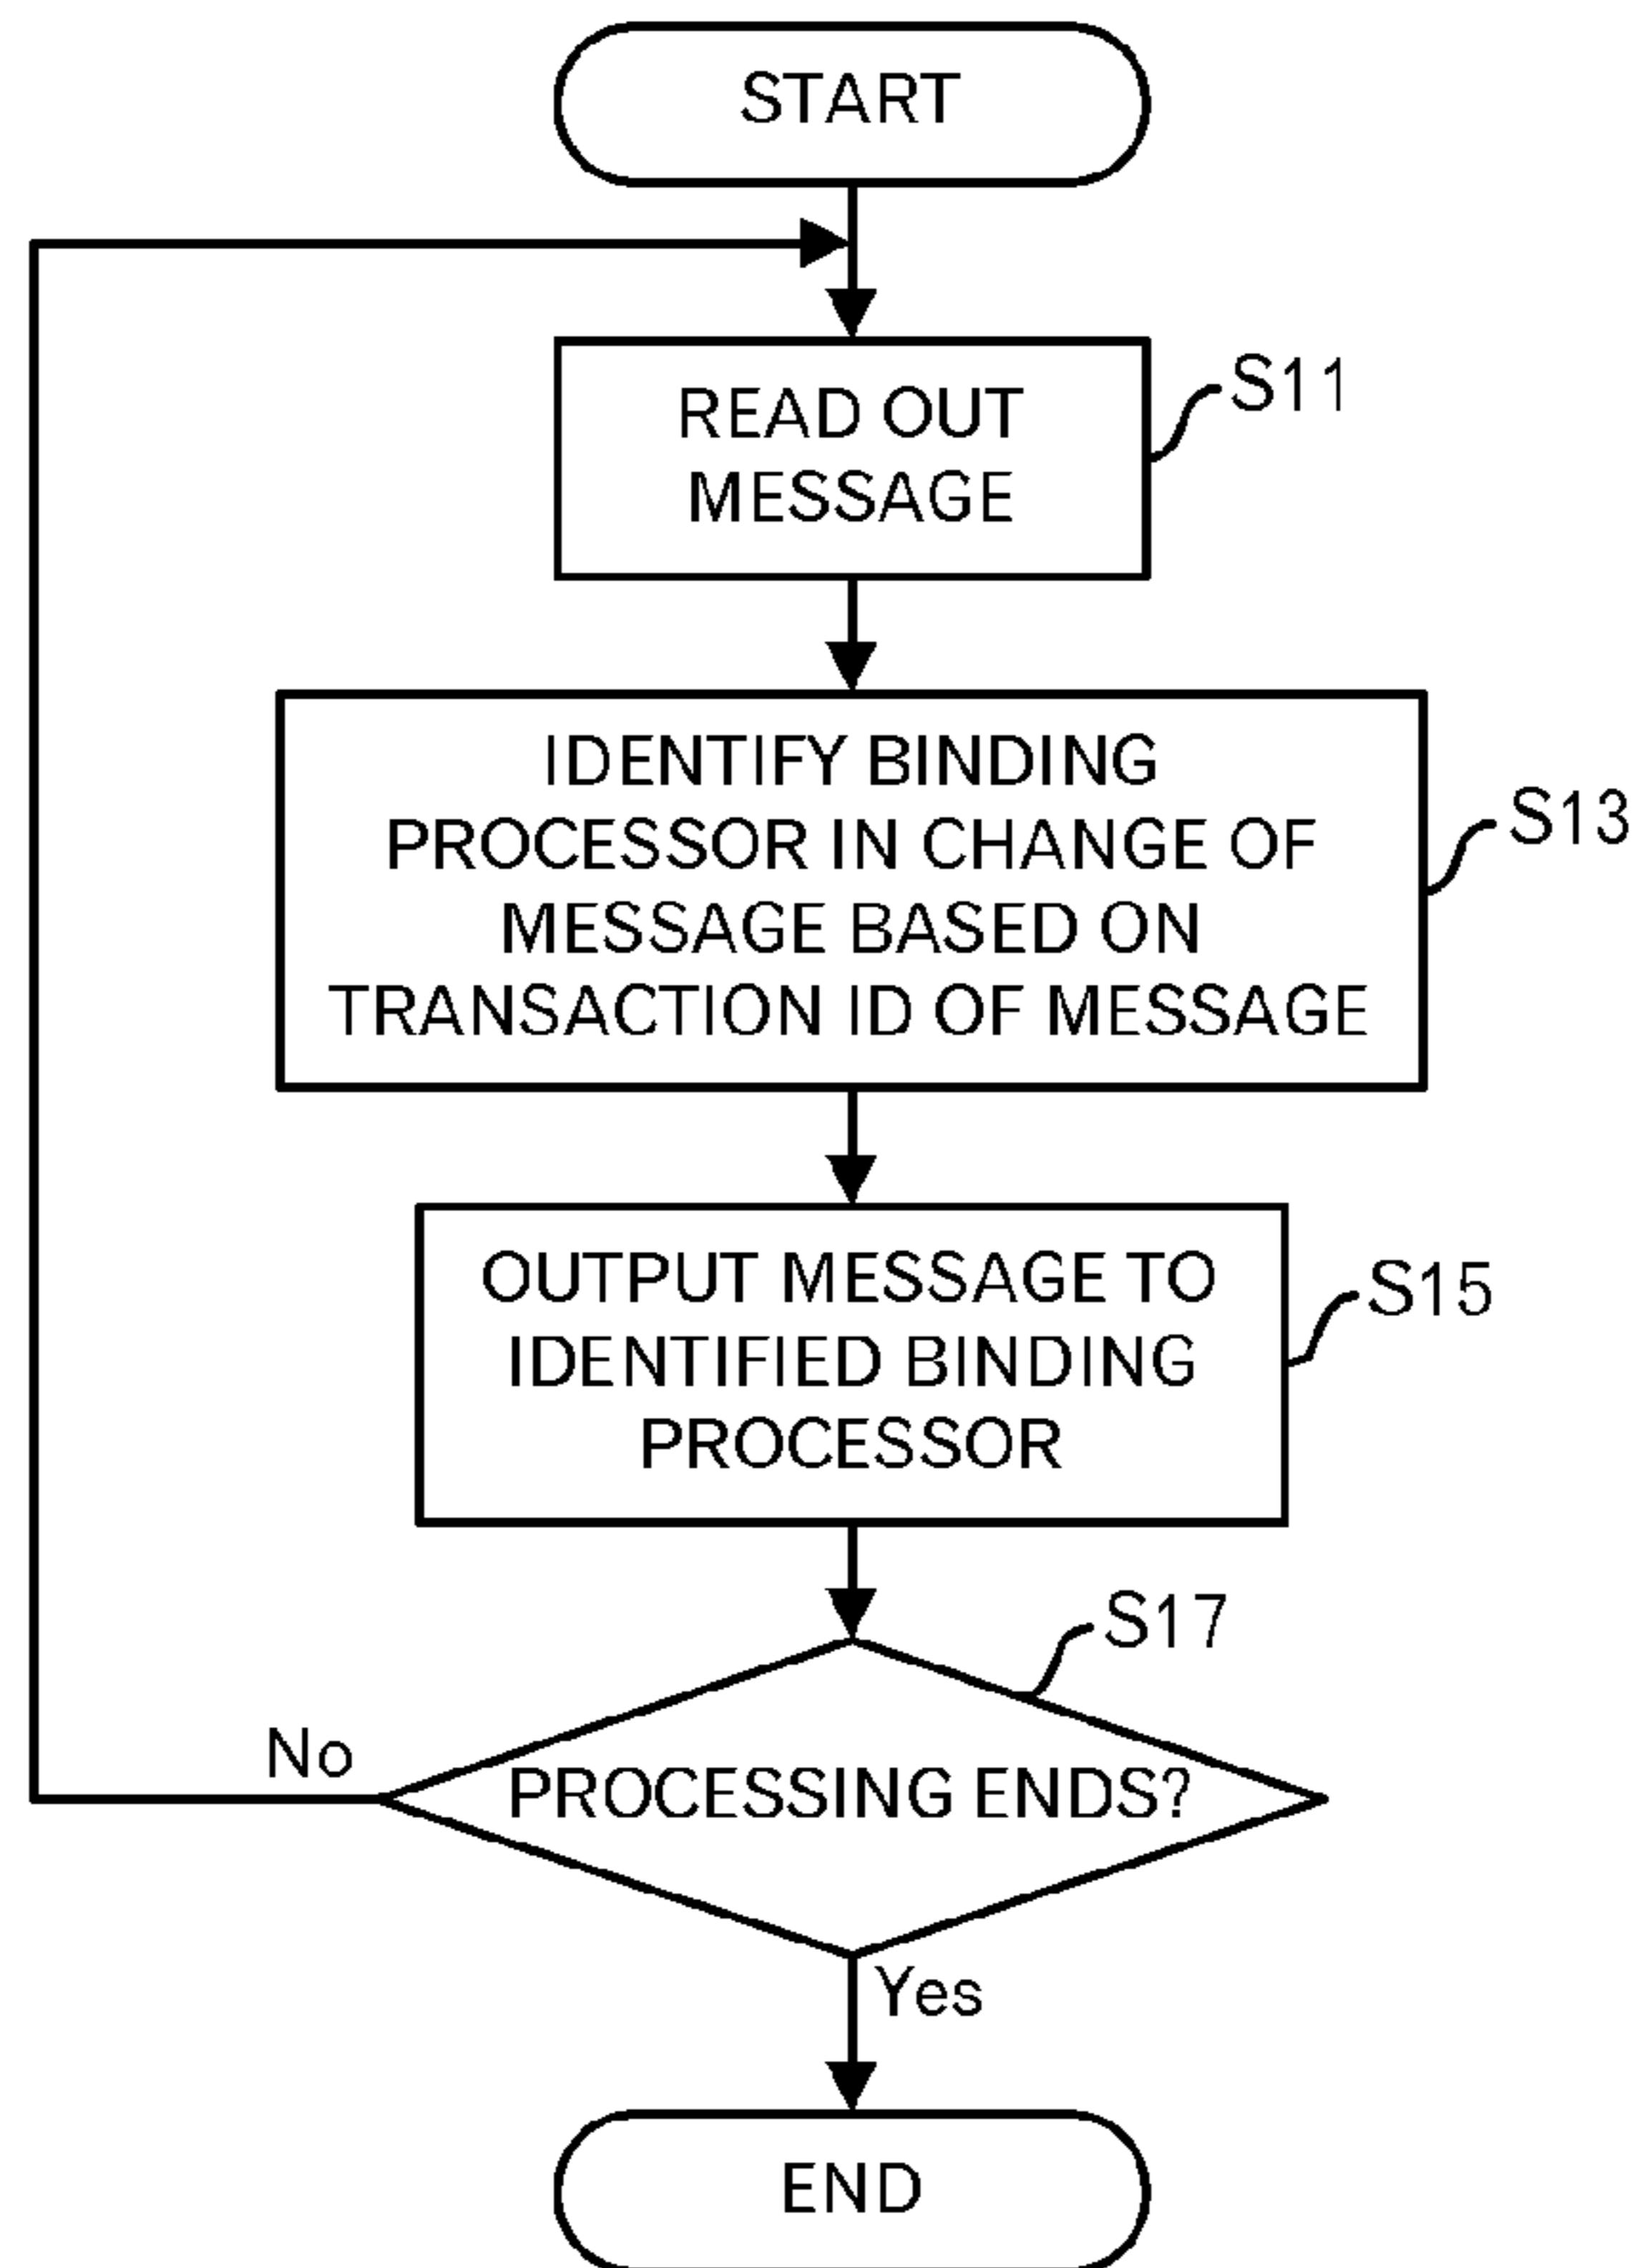 START
READ OUT
MESSAGE
S11
IDENTIFY BINDING
PROCESSOR IN CHANGE OF
MESSAGE BASED ON
TRANSACTION ID OF MESSAGE
S13
OUTPUT MESSAGE TO
IDENTIFIED BINDING
PROCESSOR
S15
S17
PROCESSING ENDS?
No
Yes
END